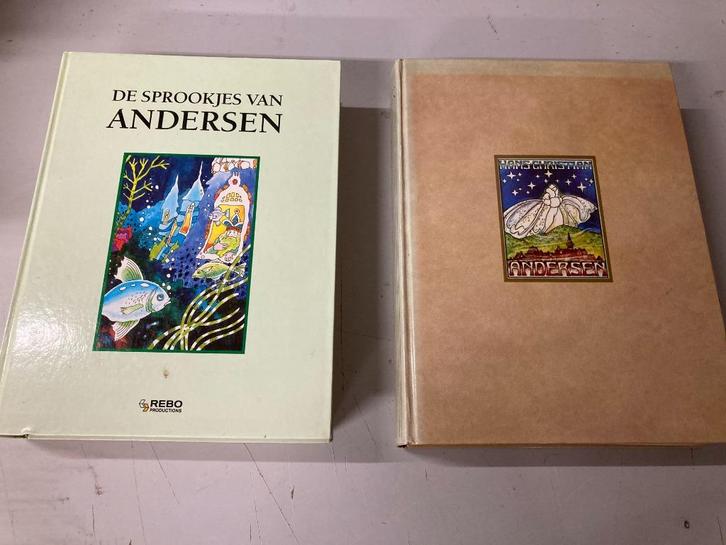 DE SPROOKJES VAN
ANDERSEN
REBO
PRODUCTIONS
HANS CHRISTIAN
ANDERSEN